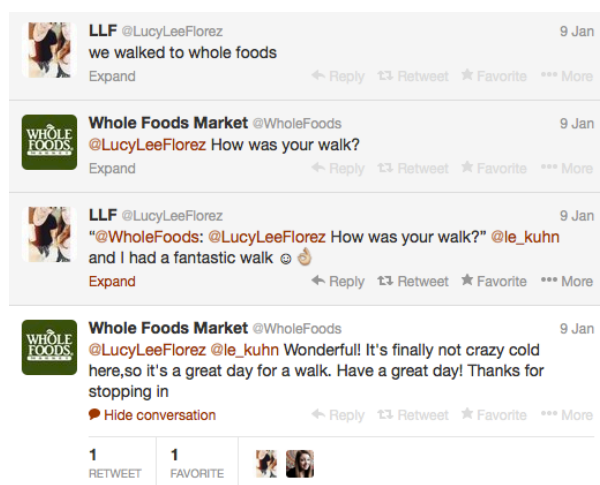 LLF @LucyLeeFlorez 9 Jan
we walked to whole foods
Expand Reply Retweet Favorite More
Whole Foods Market @WholeFoods 9 Jan
WHOLE
FOODS
MARKET
@LucyLeeFlorez How was your walk?
Expand Reply Retweet Favorite More
LLF @LucyLeeFlorez 9 Jan
“@WholeFoods: @LucyLeeFlorez How was your walk?” @le_kuhn
and I had a fantastic walk ☺👌
Expand Reply Retweet Favorite More
Whole Foods Market @WholeFoods 9 Jan
WHOLE
FOODS
MARKET
@LucyLeeFlorez @le_kuhn Wonderful! It's finally not crazy cold
here,so it's a great day for a walk. Have a great day! Thanks for
stopping in
Hide conversation Reply Retweet Favorite More
1 1
RETWEET FAVORITE